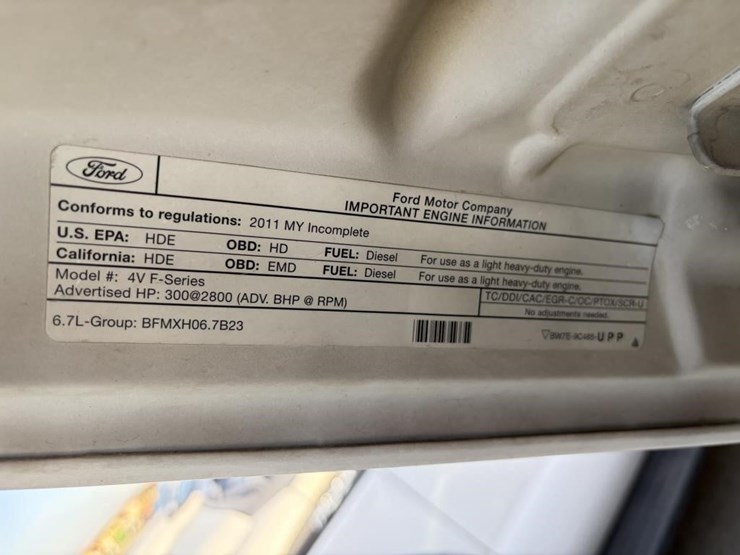 Ford
Ford Motor Company
IMPORTANT ENGINE INFORMATION
Conforms to regulations: 2011 MY Incomplete
U.S. EPA: HDE OBD: HD FUEL: Diesel For use as a light heavy-duty engine.
California: HDE OBD: EMD FUEL: Diesel For use as a light heavy-duty engine.
Model #: 4V F-Series
TC/DDI/CAC/EGR-C/OC/PTOX/SCR-U
Advertised HP: 300@2800 (ADV. BHP @ RPM)
No adjustments needed.
6.7L-Group: BFMXH06.7B23
UPP